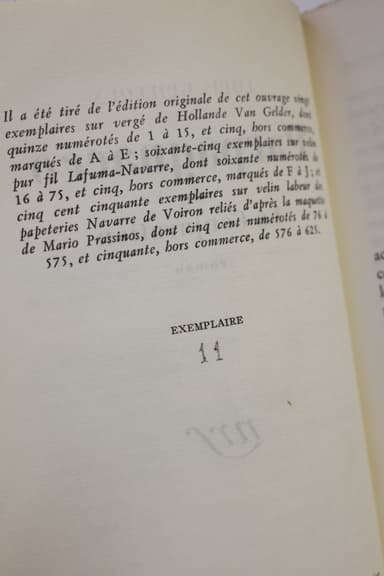 Il a été tiré de l'édition originale de cet ouvrage vingt
exemplaires sur vergé de Hollande Van Gelder, dont
quinze numérotés de 1 à 15, et cinq, hors commerce,
marqués de A à E ; soixante-cinq exemplaires sur velin
pur fil Lafuma-Navarre, dont soixante numérotés de
16 à 75, et cinq, hors commerce, marqués de F à J ; et
cinq cent cinquante exemplaires sur velin labeur des
papeteries Navarre de Voiron reliés d'après la maquette
de Mario Prassinos, dont cinq cent numérotés de 76 à
575, et cinquante, hors commerce, de 576 à 625.
EXEMPLAIRE
11
nrf